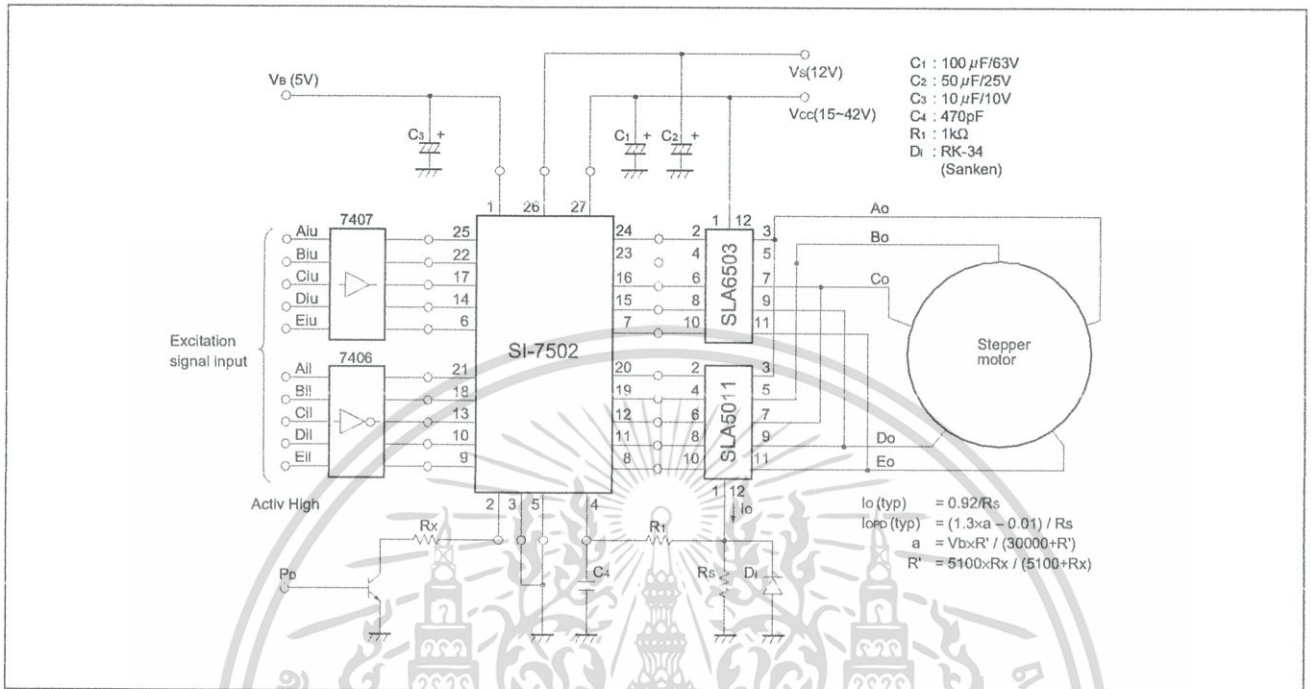 VB (5V)
Vs(12V)
Vcc(15~42V)
C1 : 100 μF/63V
C2 : 50 μF/25V
C3 : 10 μF/10V
C4 : 470pF
R1 : 1kΩ
Di : RK-34
(Sanken)
C3 +
C1 +
C2 +
1 26 27
7407
Aiu
Biu
Ciu
Diu
Eiu
25
22
17
14
6
Excitation
signal input
7406
Ail
Bil
Cil
Dil
Eil
21
18
13
10
9
Activ High
SI-7502
24
23
16
15
7
20
19
12
11
8
2 3 5 4
1 12
2
4
6
8
10
SLA6503
3
5
7
9
11
2
4
6
8
10
SLA5011
3
5
7
9
11
1 12
Io
Ao
Bo
Co
Stepper
motor
Do
Eo
PD
Rx
C4
R1
Rs
Di
Io (typ) = 0.92/Rs
IOPD (typ) = (1.3×a – 0.01) / Rs
a = Vb×R' / (30000+R')
R' = 5100×Rx / (5100+Rx)